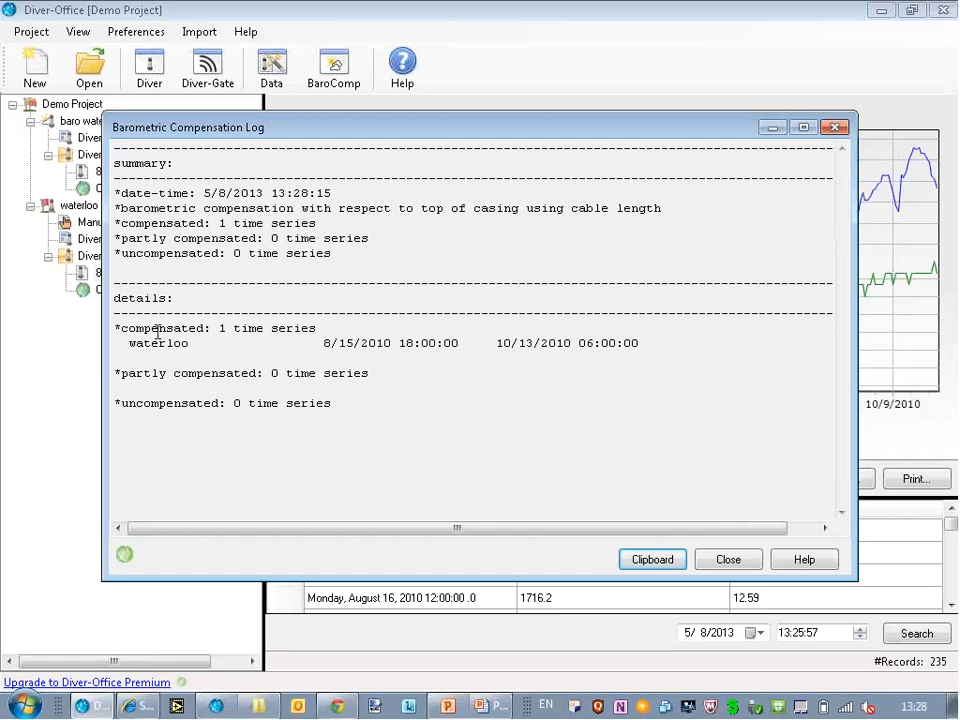 Diver-Office [Demo Project]
Project View Preferences Import Help
New Open Diver Diver-Gate Data BaroComp Help
Demo Project
baro wate
Diver
Diver
8
waterloo
Manu
Diver
Diver
8
Barometric Compensation Log
summary:
*date-time: 5/8/2013 13:28:15
*barometric compensation with respect to top of casing using cable length
*compensated: 1 time series
*partly compensated: 0 time series
*uncompensated: 0 time series
details:
*compensated: 1 time series
waterloo 8/15/2010 18:00:00 10/13/2010 06:00:00
*partly compensated: 0 time series
*uncompensated: 0 time series
Clipboard Close Help
10/9/2010
Print...
Monday, August 16, 2010 12:00:00 .0 1716.2 12.59
5/ 8/2013 13:25:57 Search
#Records: 235
Upgrade to Diver-Office Premium
D... S... P... EN 13:28